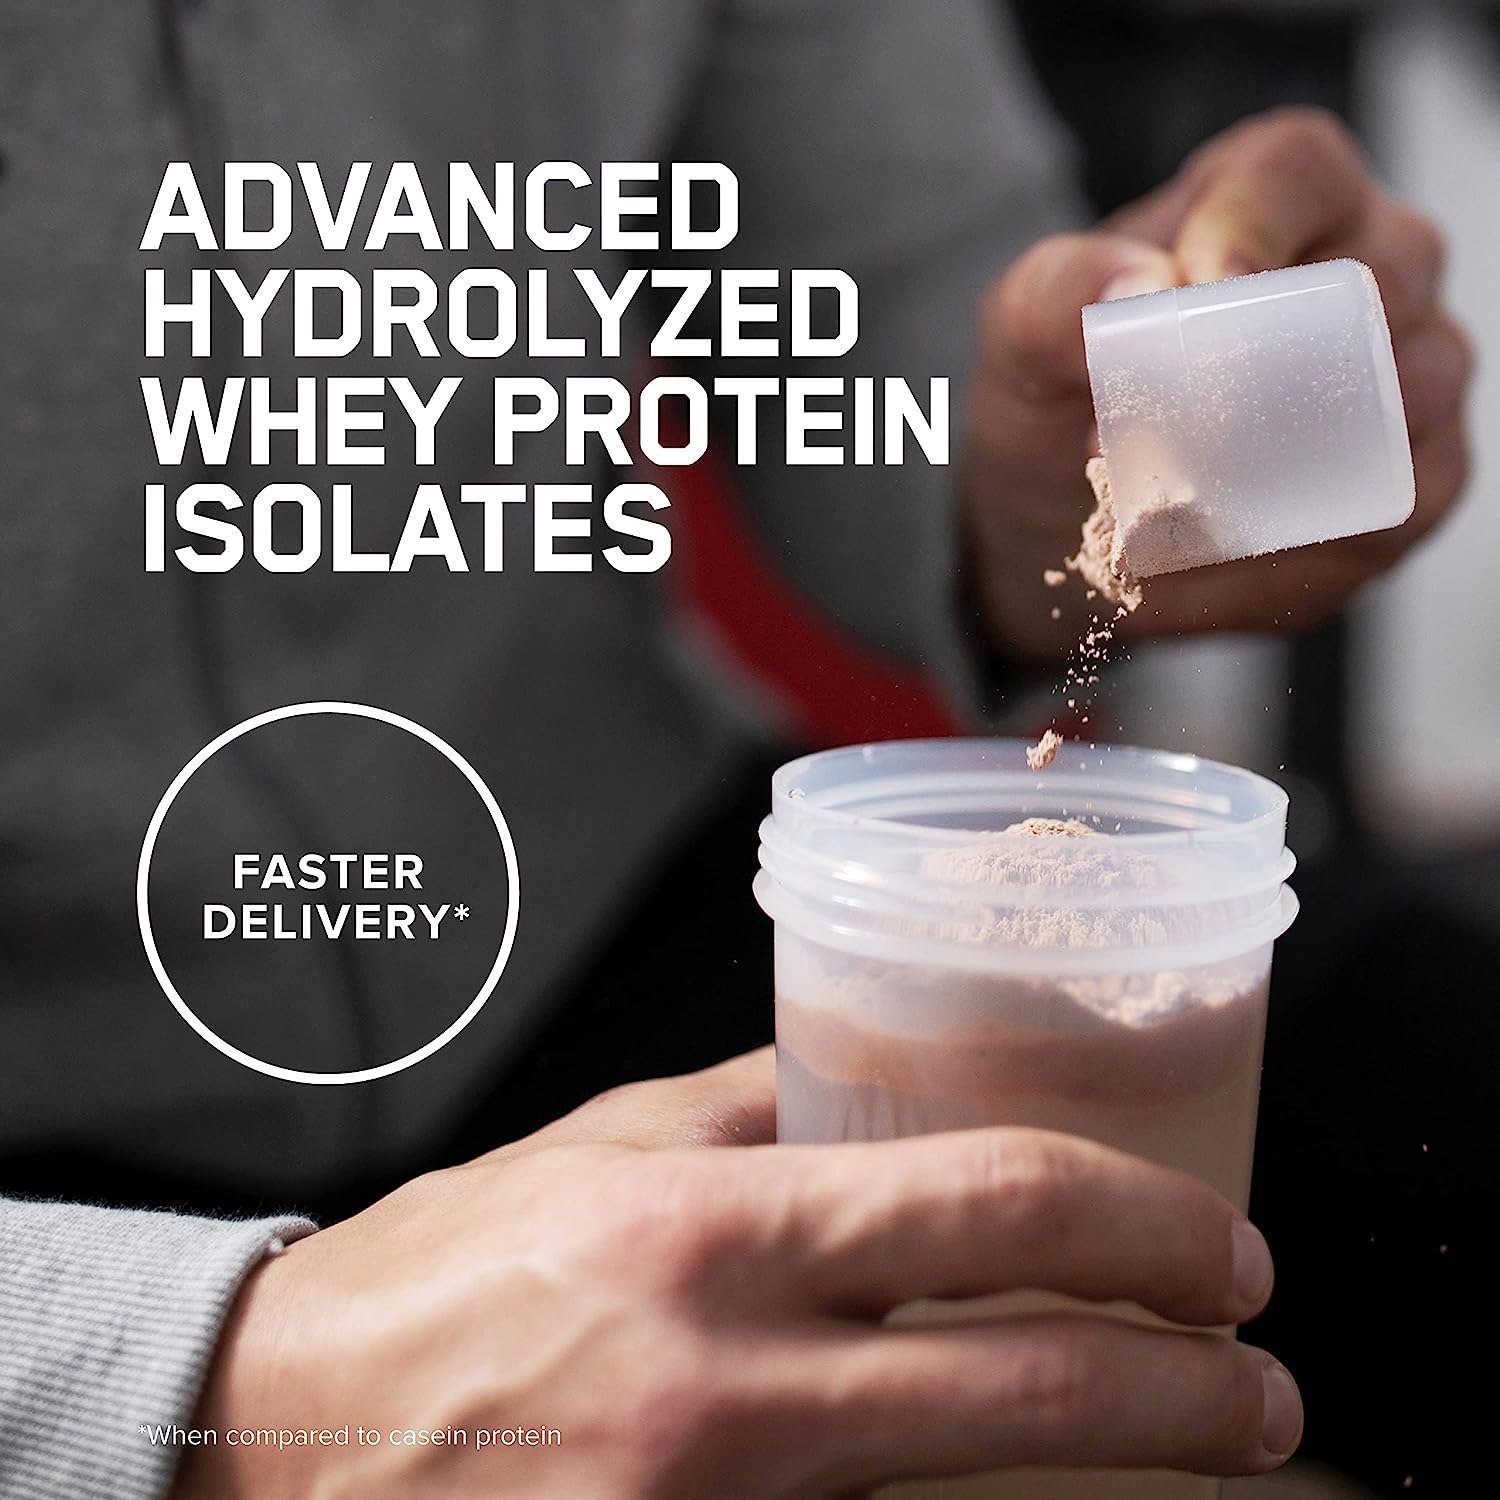 ADVANCED
HYDROLYZED
WHEY PROTEIN
ISOLATES
FASTER
DELIVERY*
*When compared to casein protein